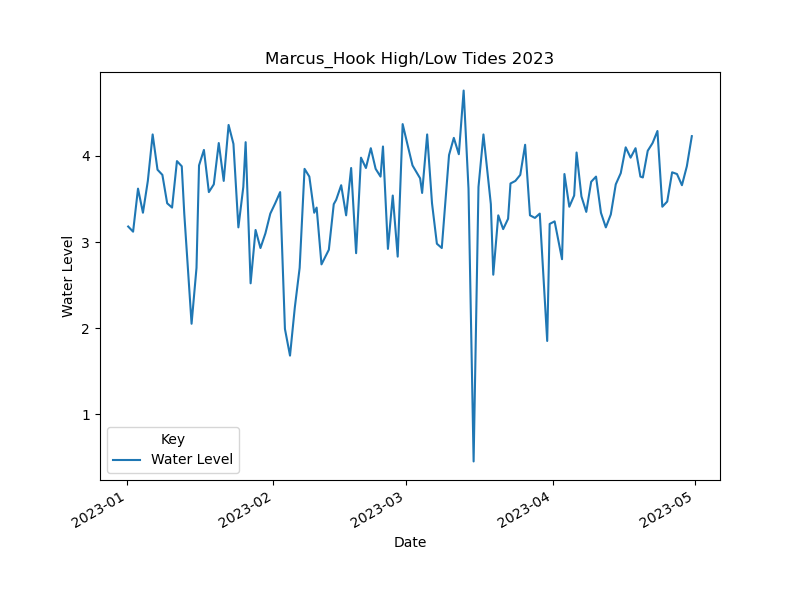 Marcus_Hook High/Low Tides 2023
Water Level
4
3
2
1
Key
Water Level
2023-01
2023-02
2023-03
2023-04
2023-05
Date